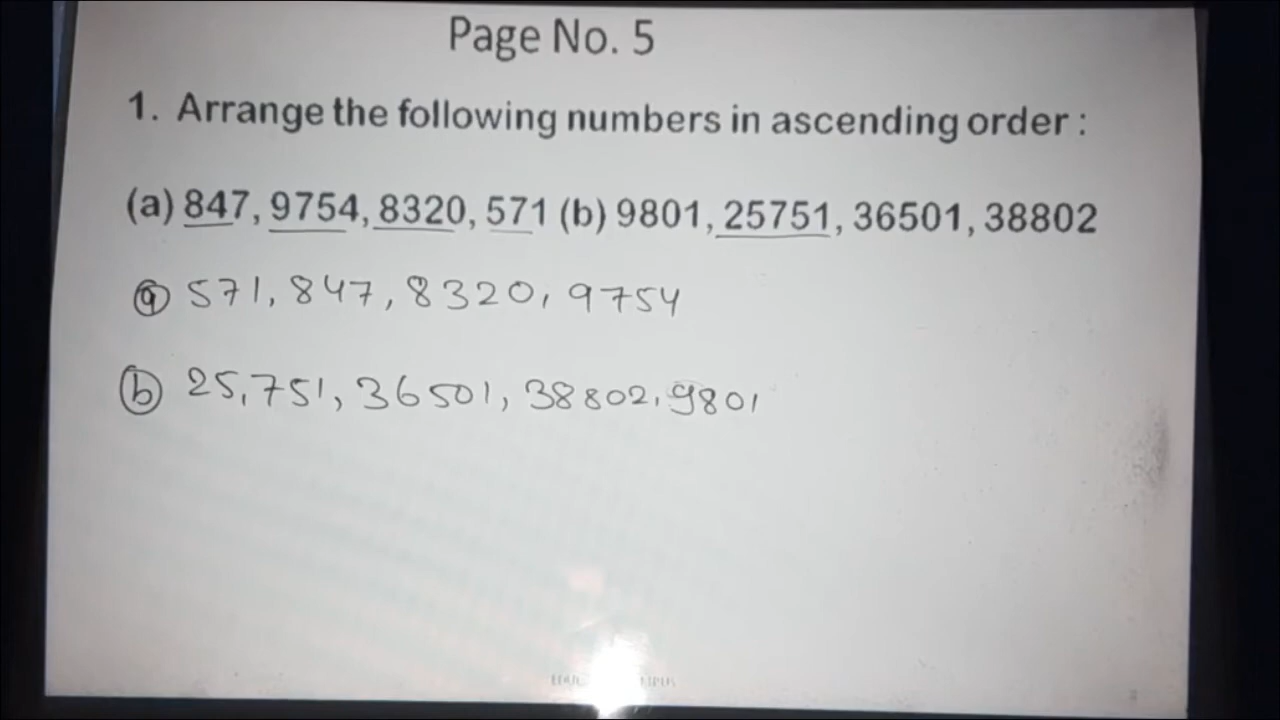 Page No. 5
1. Arrange the following numbers in ascending order :
(a) 847, 9754, 8320, 571 (b) 9801, 25751, 36501, 38802
(a) 571, 847, 8320, 9754
(b) 25,751, 36501, 38802, 9801